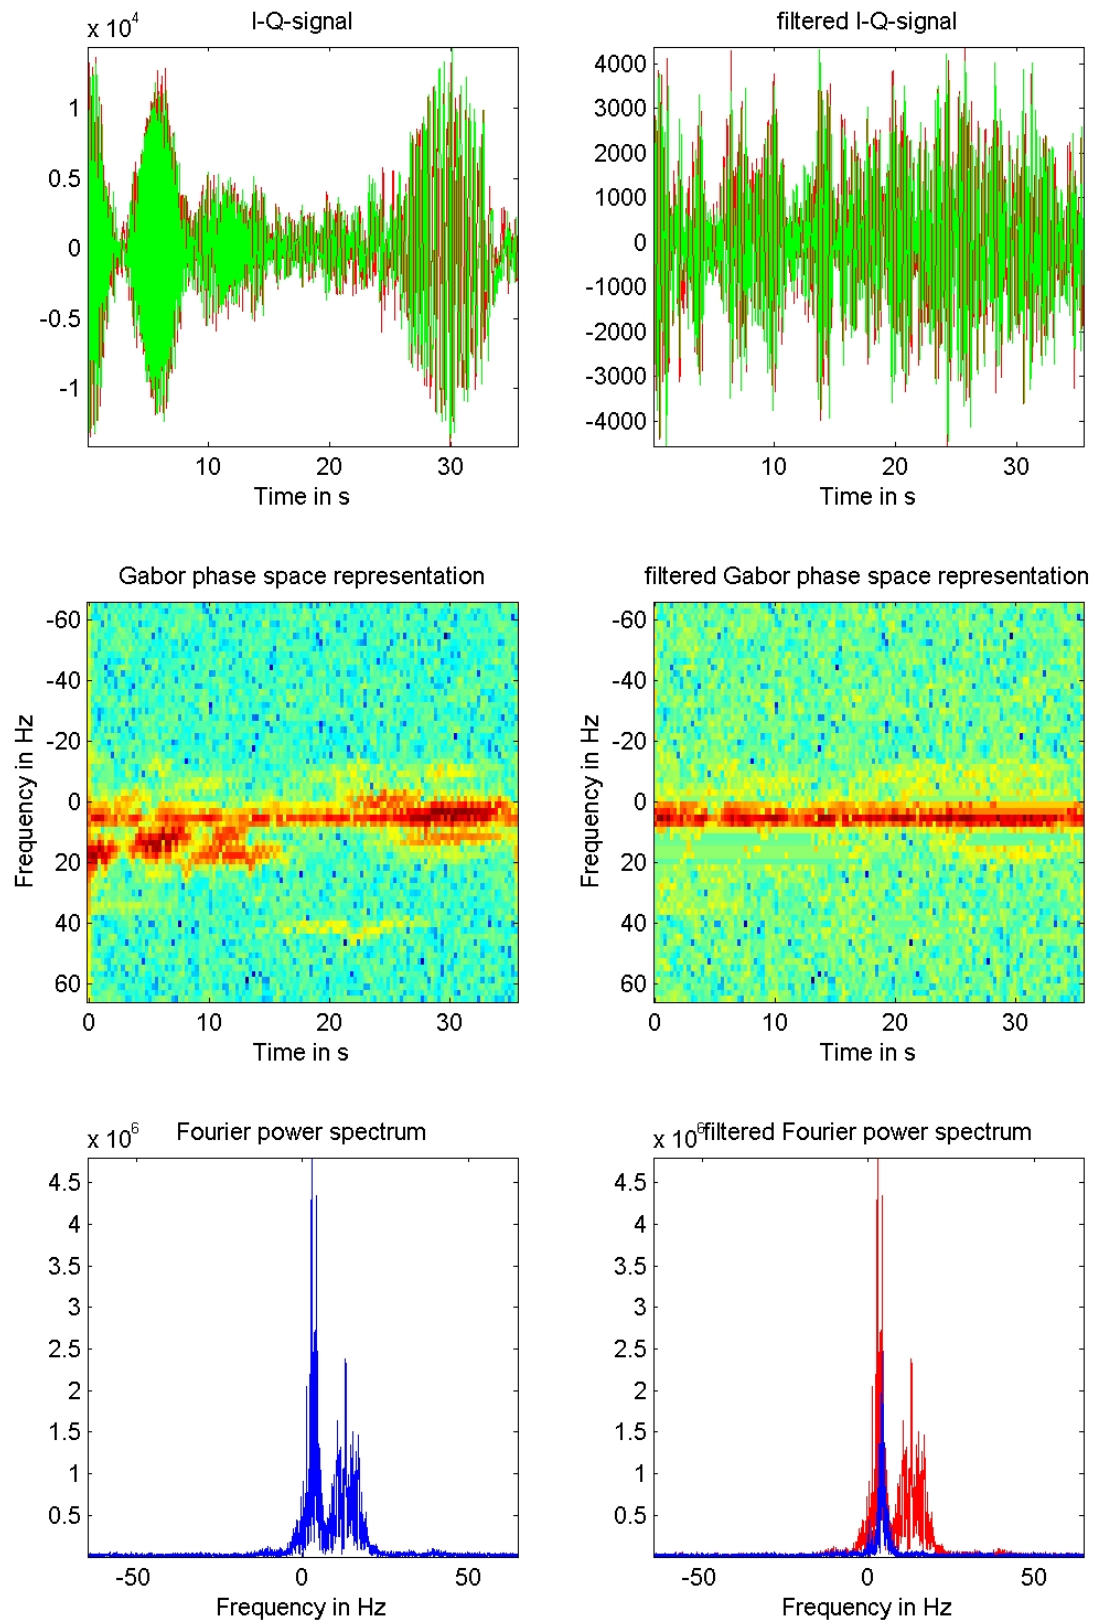 x 10^4
I-Q-signal
1
0.5
0
-0.5
-1
10 20 30
Time in s
filtered I-Q-signal
4000
3000
2000
1000
0
-1000
-2000
-3000
-4000
10 20 30
Time in s
Gabor phase space representation
Frequency in Hz
-60
-40
-20
0
20
40
60
0 10 20 30
Time in s
filtered Gabor phase space representation
Frequency in Hz
-60
-40
-20
0
20
40
60
0 10 20 30
Time in s
x 10^6
Fourier power spectrum
4.5
4
3.5
3
2.5
2
1.5
1
0.5
-50 0 50
Frequency in Hz
x 10^6
filtered Fourier power spectrum
4.5
4
3.5
3
2.5
2
1.5
1
0.5
-50 0 50
Frequency in Hz